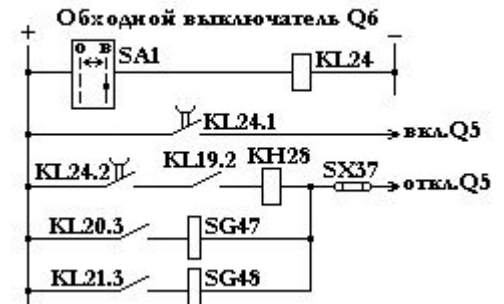 Обходной выключатель Q6
+ −
О В SA1 KL24
KL24.1 вкл.Q5
KL24.2 KL19.2 KH28 SX37 откл.Q5
KL20.3 SG47
KL21.3 SG48